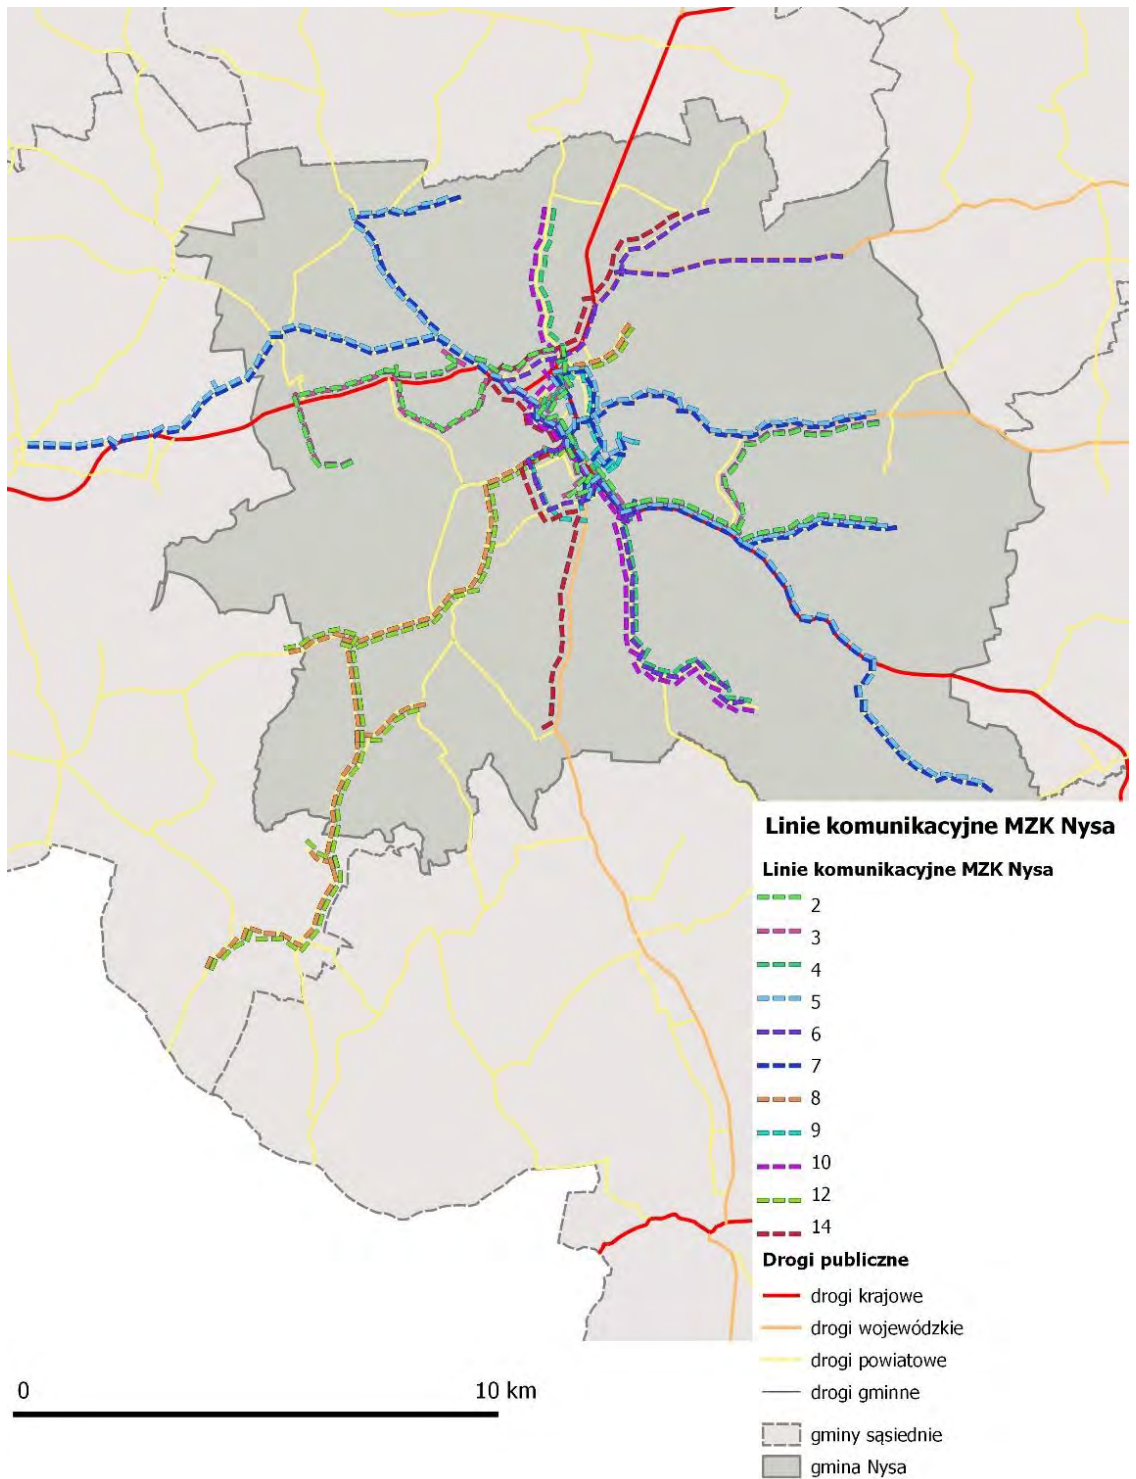 Linie komunikacyjne MZK Nysa
Linie komunikacyjne MZK Nysa
2
3
4
5
6
7
8
9
10
12
14
Drogi publiczne
drogi krajowe
drogi wojewódzkie
drogi powiatowe
drogi gminne
gminy sąsiednie
gmina Nysa
0 10 km